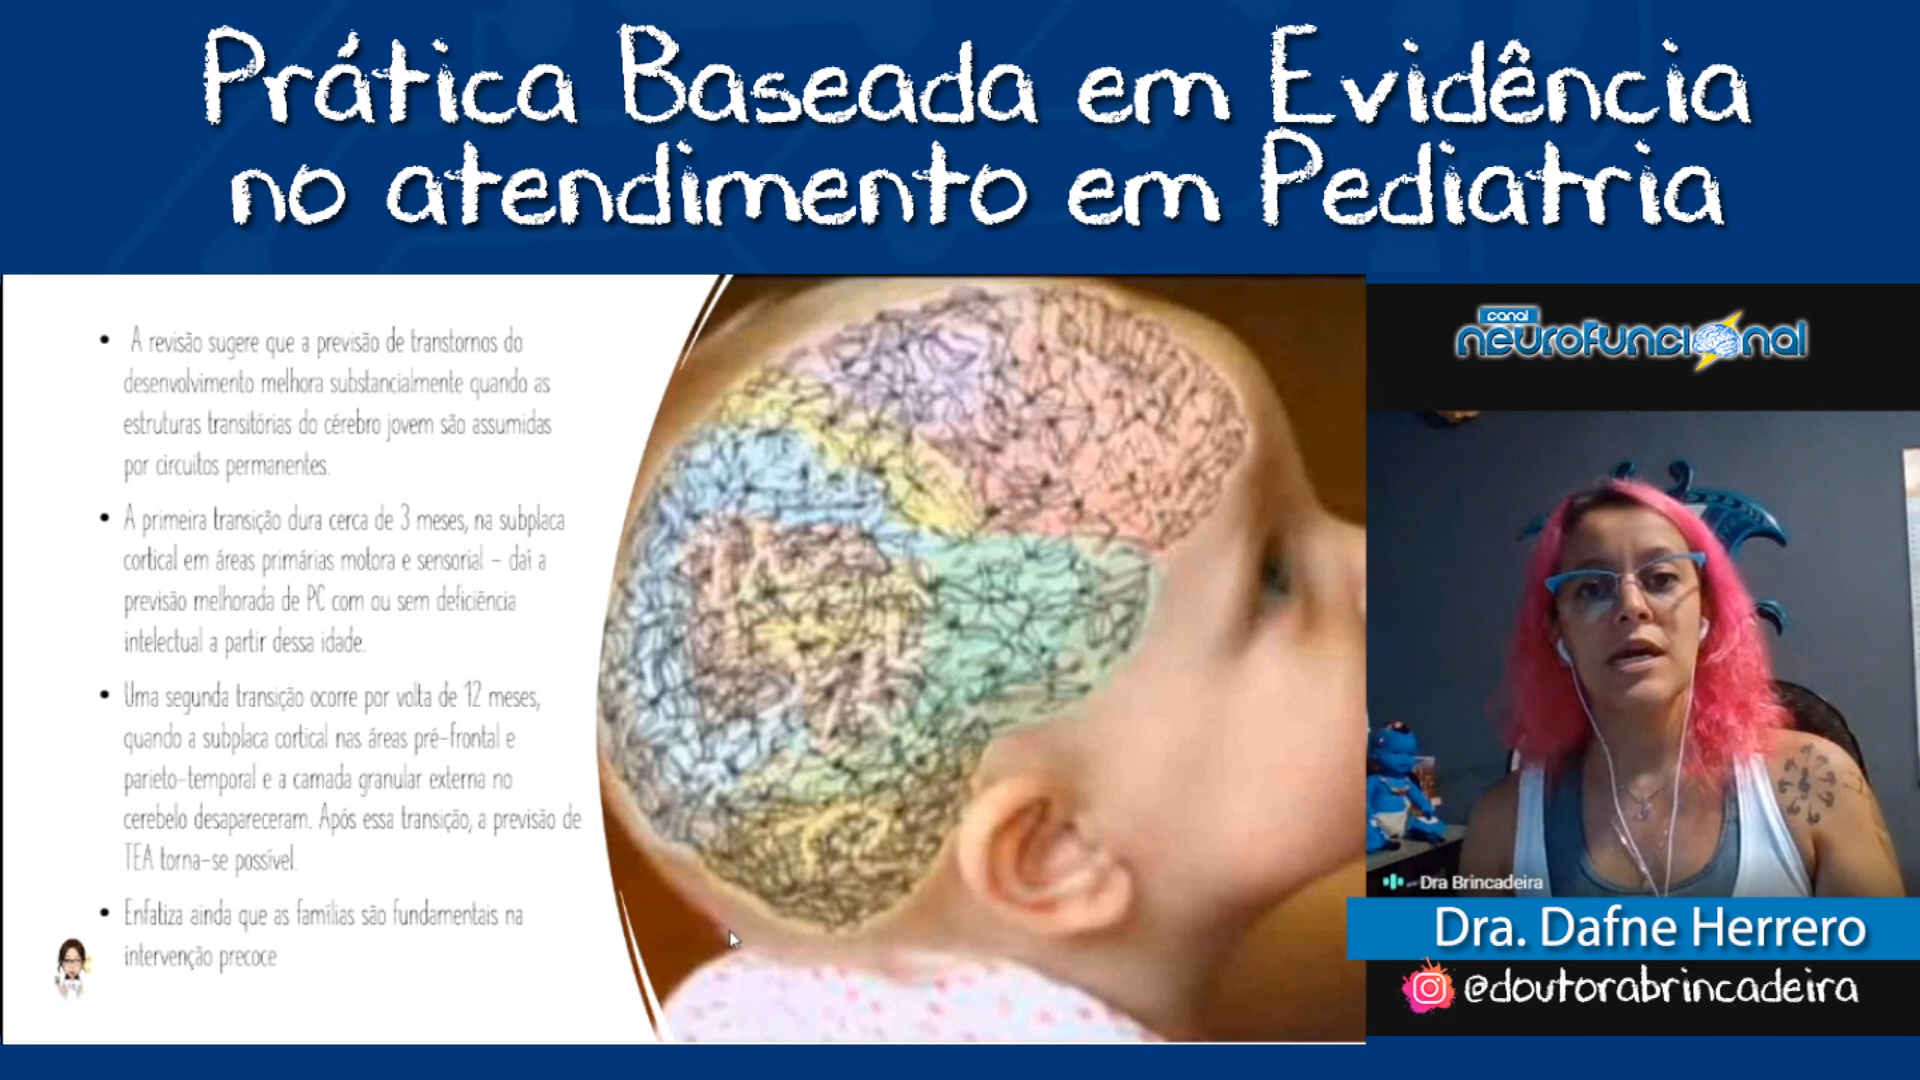 Prática Baseada em Evidência
no atendimento em Pediatria
• A revisão sugere que a previsão de transtornos do
desenvolvimento melhora substancialmente quando as
estruturas transitórias do cérebro jovem são assumidas
por circuitos permanentes.
• A primeira transição dura cerca de 3 meses, na subplaca
cortical em áreas primárias motora e sensorial – daí a
previsão melhorada de PC com ou sem deficiência
intelectual a partir dessa idade.
• Uma segunda transição ocorre por volta de 12 meses,
quando a subplaca cortical nas áreas pré-frontal e
parieto-temporal e a camada granular externa no
cerebelo desapareceram. Após essa transição, a previsão de
TEA torna-se possível.
• Enfatiza ainda que as famílias são fundamentais na
intervenção precoce
canal
neurofuncional
Dra Brincadeira
Dra. Dafne Herrero
@doutorabrincadeira